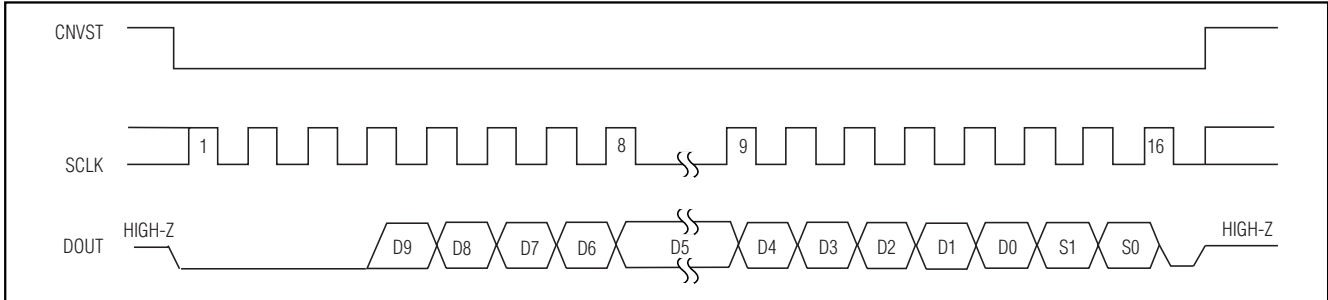 CNVST
1 8 9 16
SCLK
HIGH-Z HIGH-Z
DOUT D9 D8 D7 D6 D5 D4 D3 D2 D1 D0 S1 S0